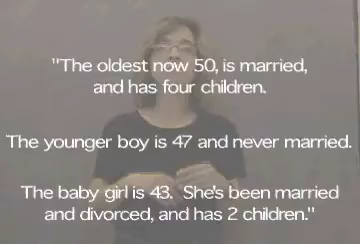 "The oldest now 50, is married,
and has four children.
The younger boy is 47 and never married.
The baby girl is 43. She's been married
and divorced, and has 2 children."